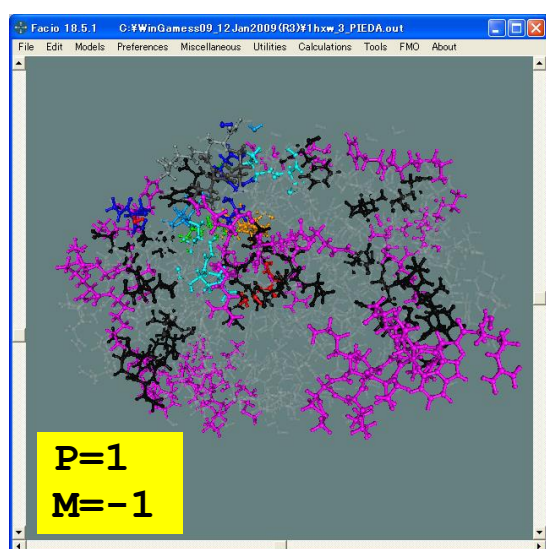 Facio 18.5.1 C:¥WinGamess09_12Jan2009(R3)¥1hxw_3_PIEDA.out
File Edit Models Preferences Miscellaneous Utilities Calculations Tools FMO About
P=1
M=-1